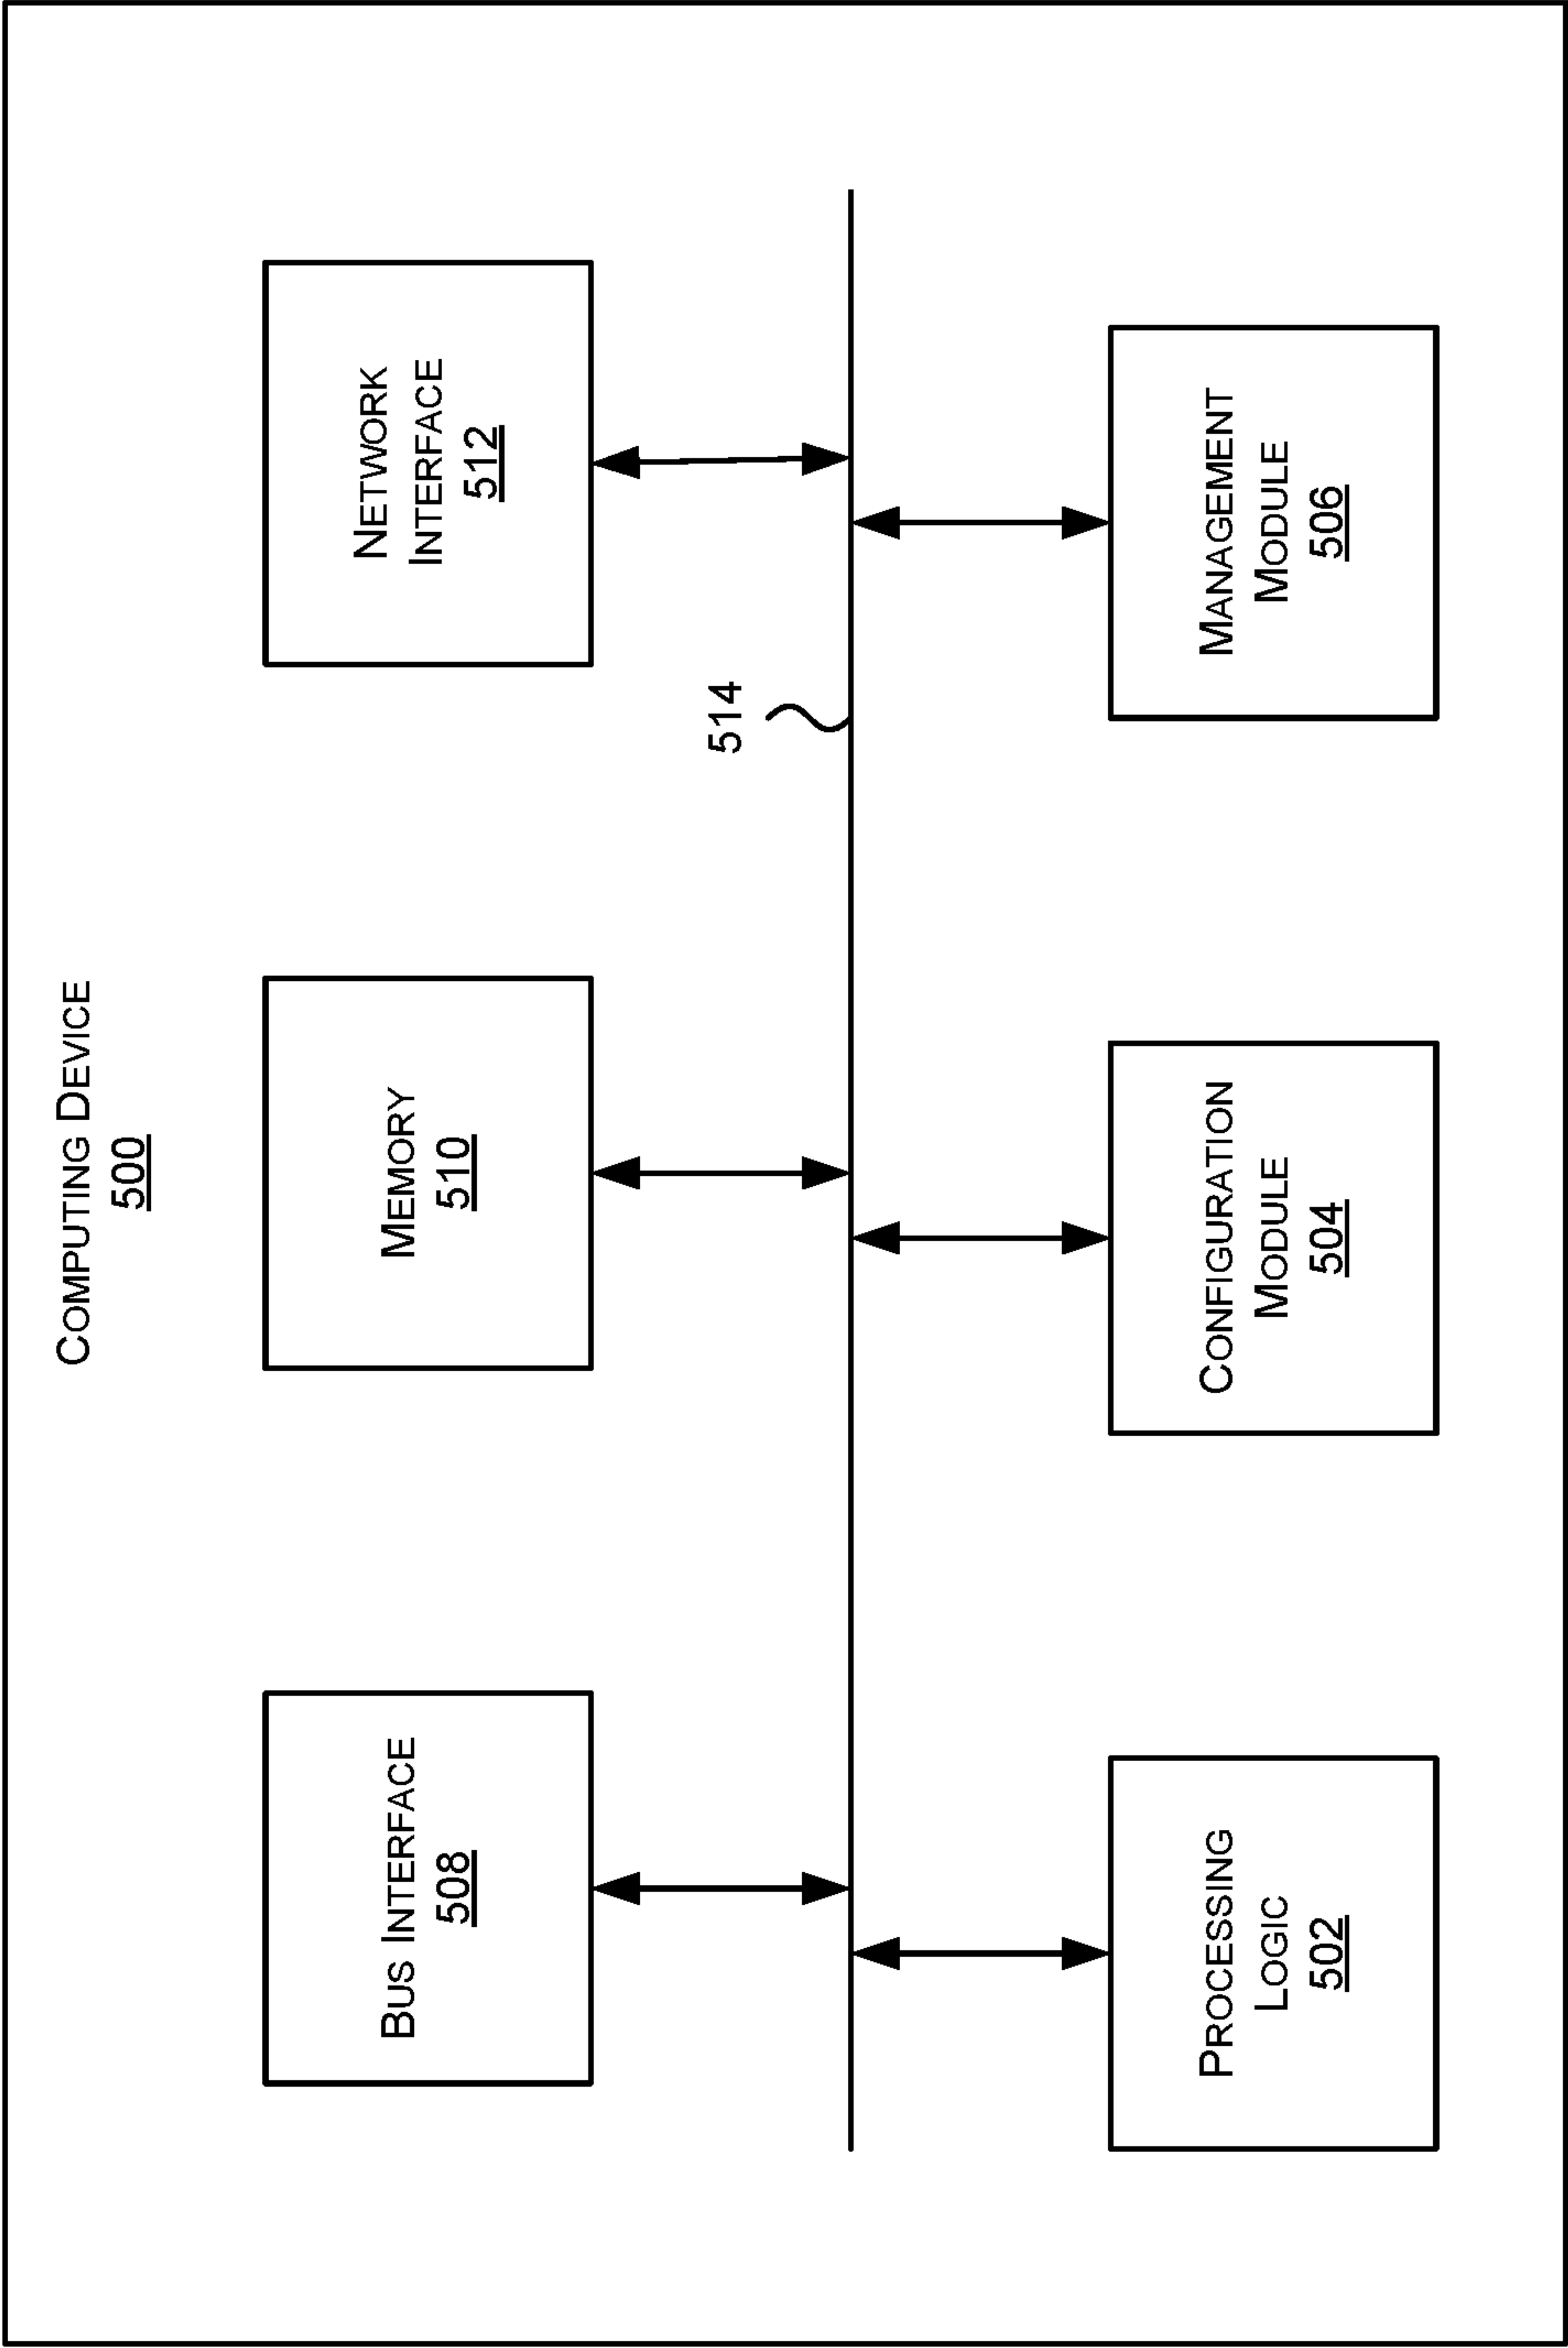 COMPUTING DEVICE
500
BUS INTERFACE
508
MEMORY
510
NETWORK
INTERFACE
512
514
PROCESSING
LOGIC
502
CONFIGURATION
MODULE
504
MANAGEMENT
MODULE
506